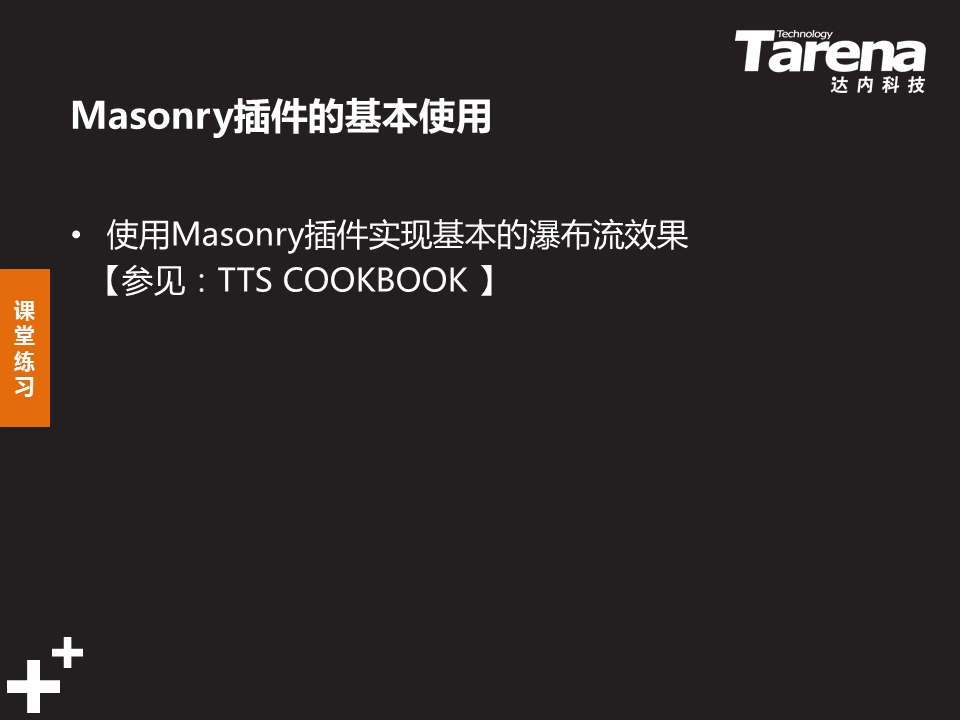 Technology
Tarena
达内科技
Masonry插件的基本使用
• 使用Masonry插件实现基本的瀑布流效果
【参见：TTS COOKBOOK 】
课堂练习